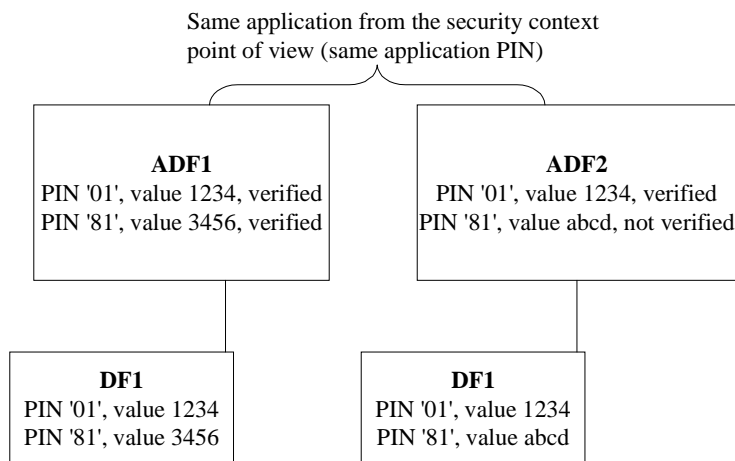 Same application from the security context
point of view (same application PIN)
ADF1
PIN '01', value 1234, verified
PIN '81', value 3456, verified
ADF2
PIN '01', value 1234, verified
PIN '81', value abcd, not verified
DF1
PIN '01', value 1234
PIN '81', value 3456
DF1
PIN '01', value 1234
PIN '81', value abcd